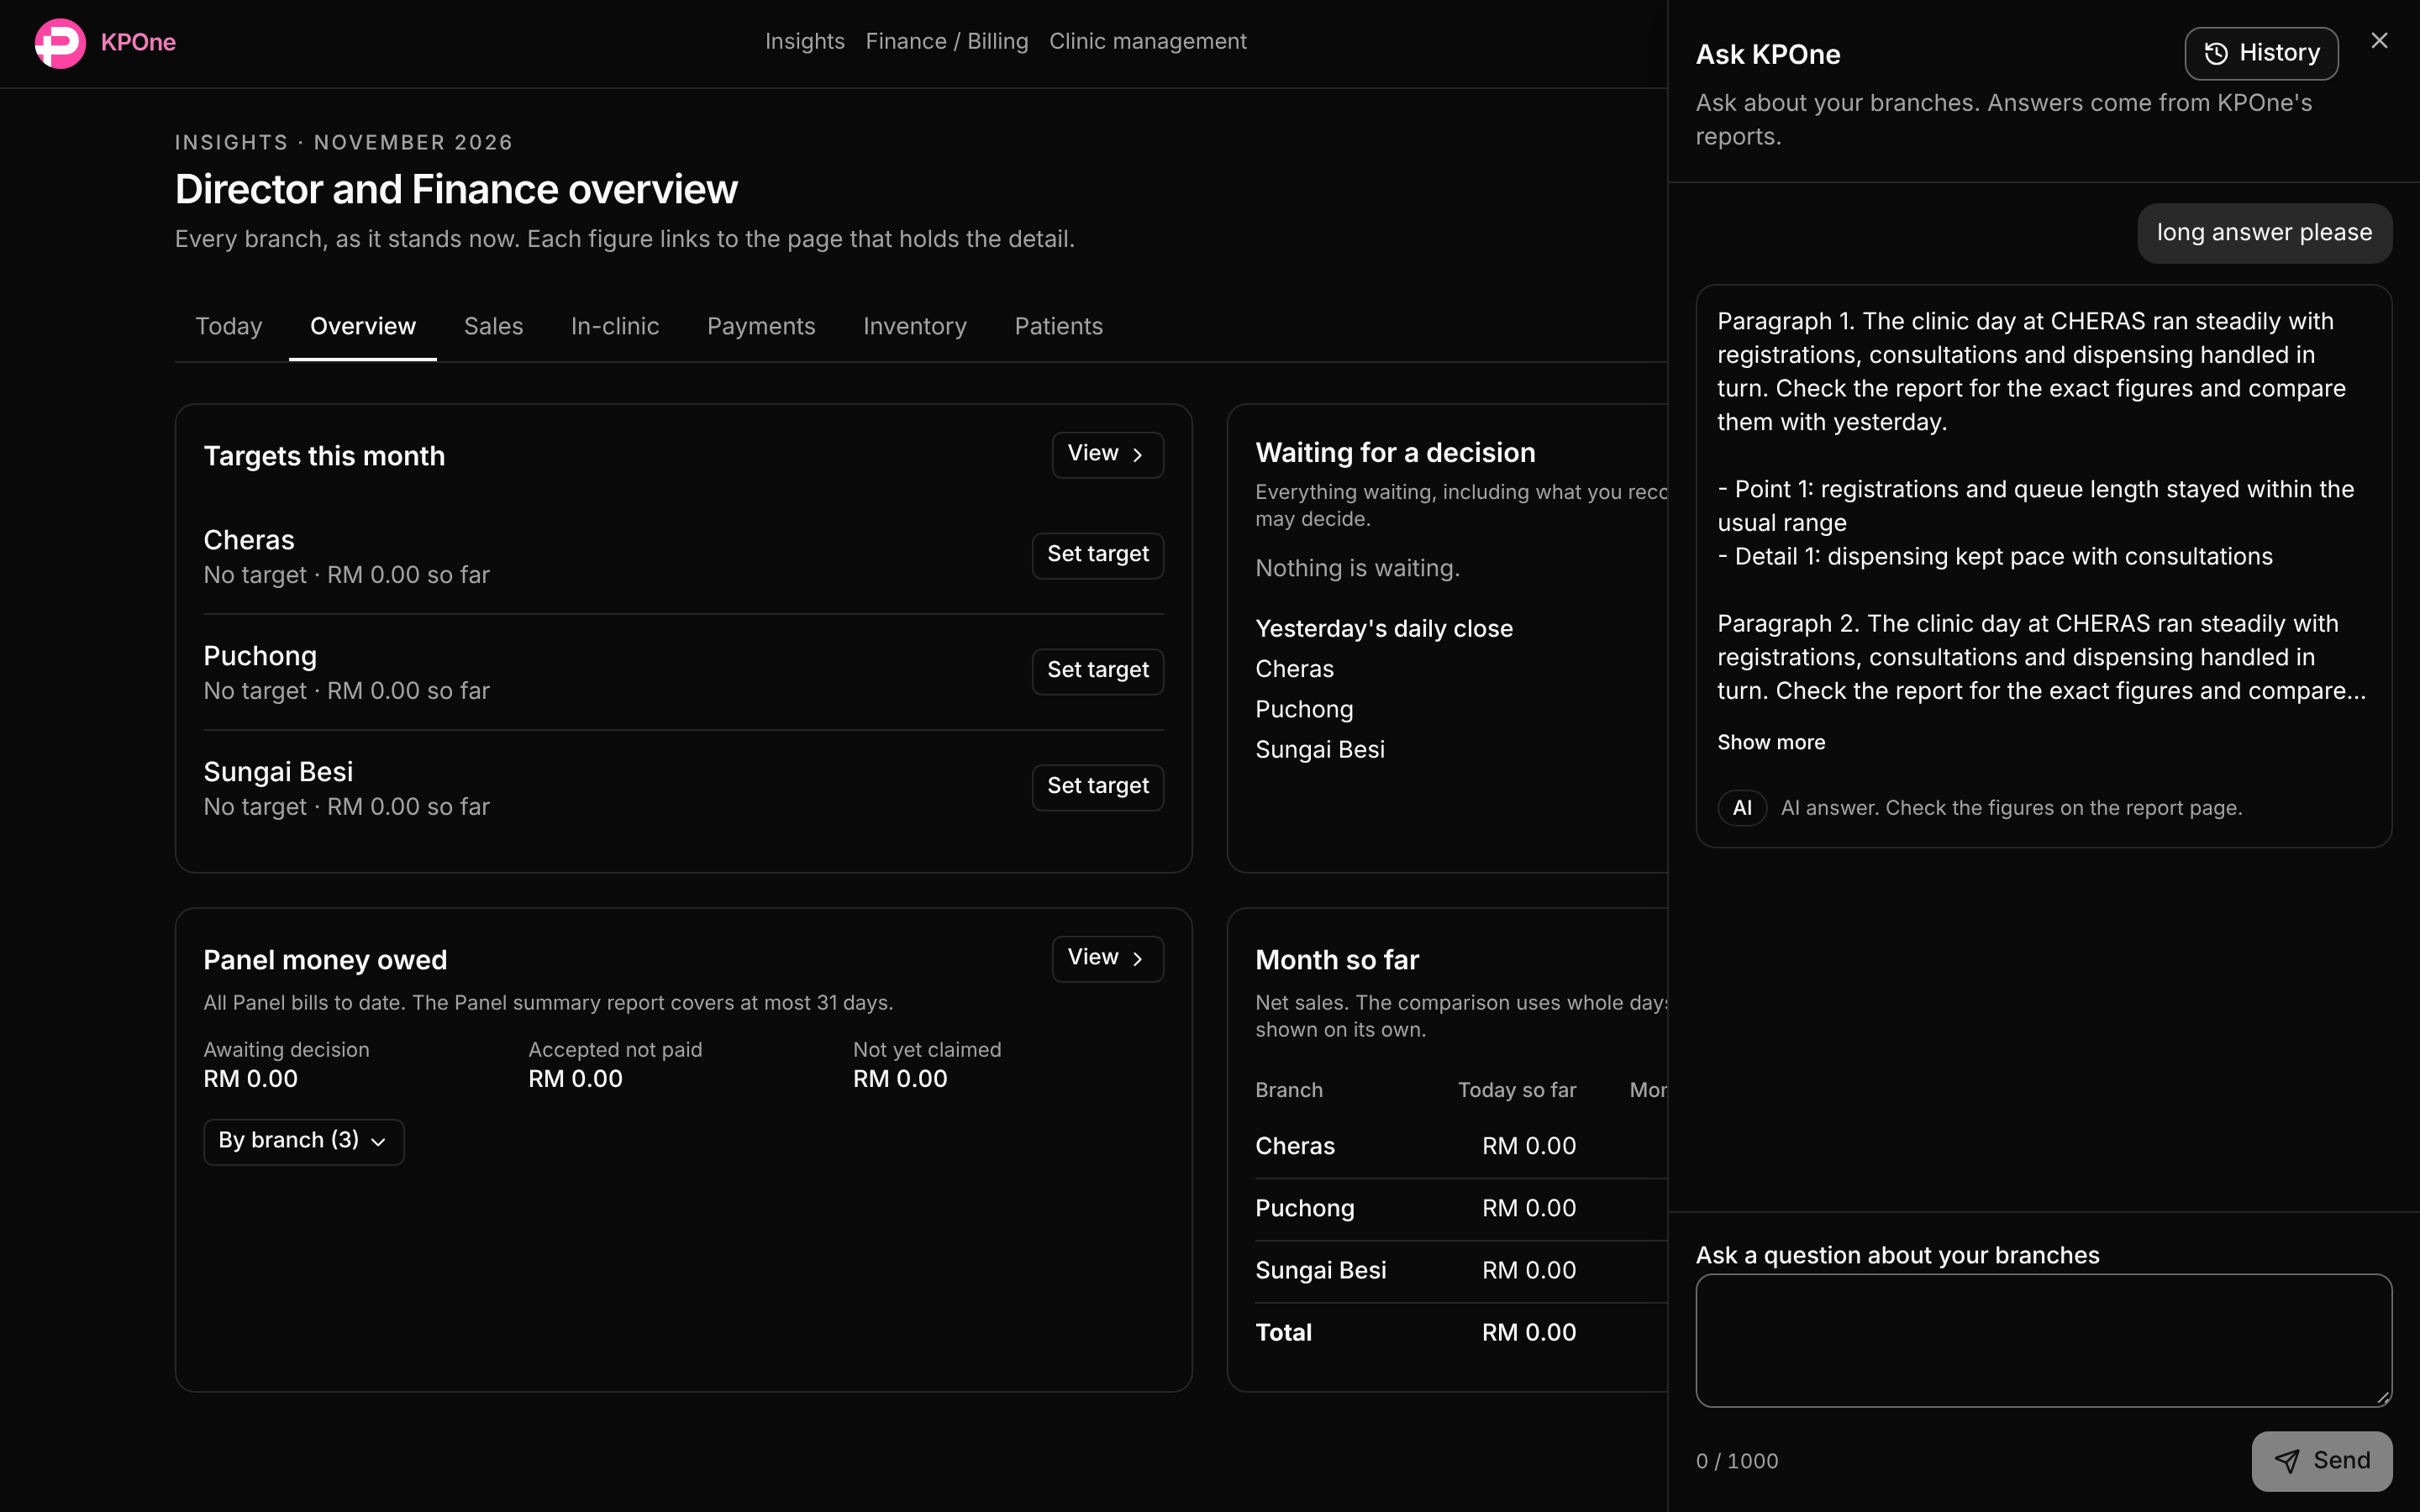 KPOne
Insights
Finance / Billing
Clinic management
INSIGHTS · NOVEMBER 2026
Director and Finance overview
Every branch, as it stands now. Each figure links to the page that holds the detail.
Today
Overview
Sales
In-clinic
Payments
Inventory
Patients
Targets this month
View
Cheras
No target · RM 0.00 so far
Set target
Puchong
No target · RM 0.00 so far
Set target
Sungai Besi
No target · RM 0.00 so far
Set target
Waiting for a decision
Everything waiting, including what you
may decide.
Nothing is waiting.
Yesterday's daily close
Cheras
Puchong
Sungai Besi
Panel money owed
View
All Panel bills to date. The Panel summary report covers at most 31 days.
Awaiting decision
RM 0.00
Accepted not paid
RM 0.00
Not yet claimed
RM 0.00
By branch (3)
Month so far
Net sales. The comparison uses whole days
shown on its own.
Branch
Today so far
Cheras
RM 0.00
Puchong
RM 0.00
Sungai Besi
RM 0.00
Total
RM 0.00
Ask KPOne
History
Ask about your branches. Answers come from KPOne's
reports.
long answer please
Paragraph 1. The clinic day at CHERAS ran steadily with
registrations, consultations and dispensing handled in
turn. Check the report for the exact figures and compare
them with yesterday.
- Point 1: registrations and queue length stayed within the
usual range
- Detail 1: dispensing kept pace with consultations
Paragraph 2. The clinic day at CHERAS ran steadily with
registrations, consultations and dispensing handled in
turn. Check the report for the exact figures and compare...
Show more
AI
AI answer. Check the figures on the report page.
Ask a question about your branches
0 / 1000
Send